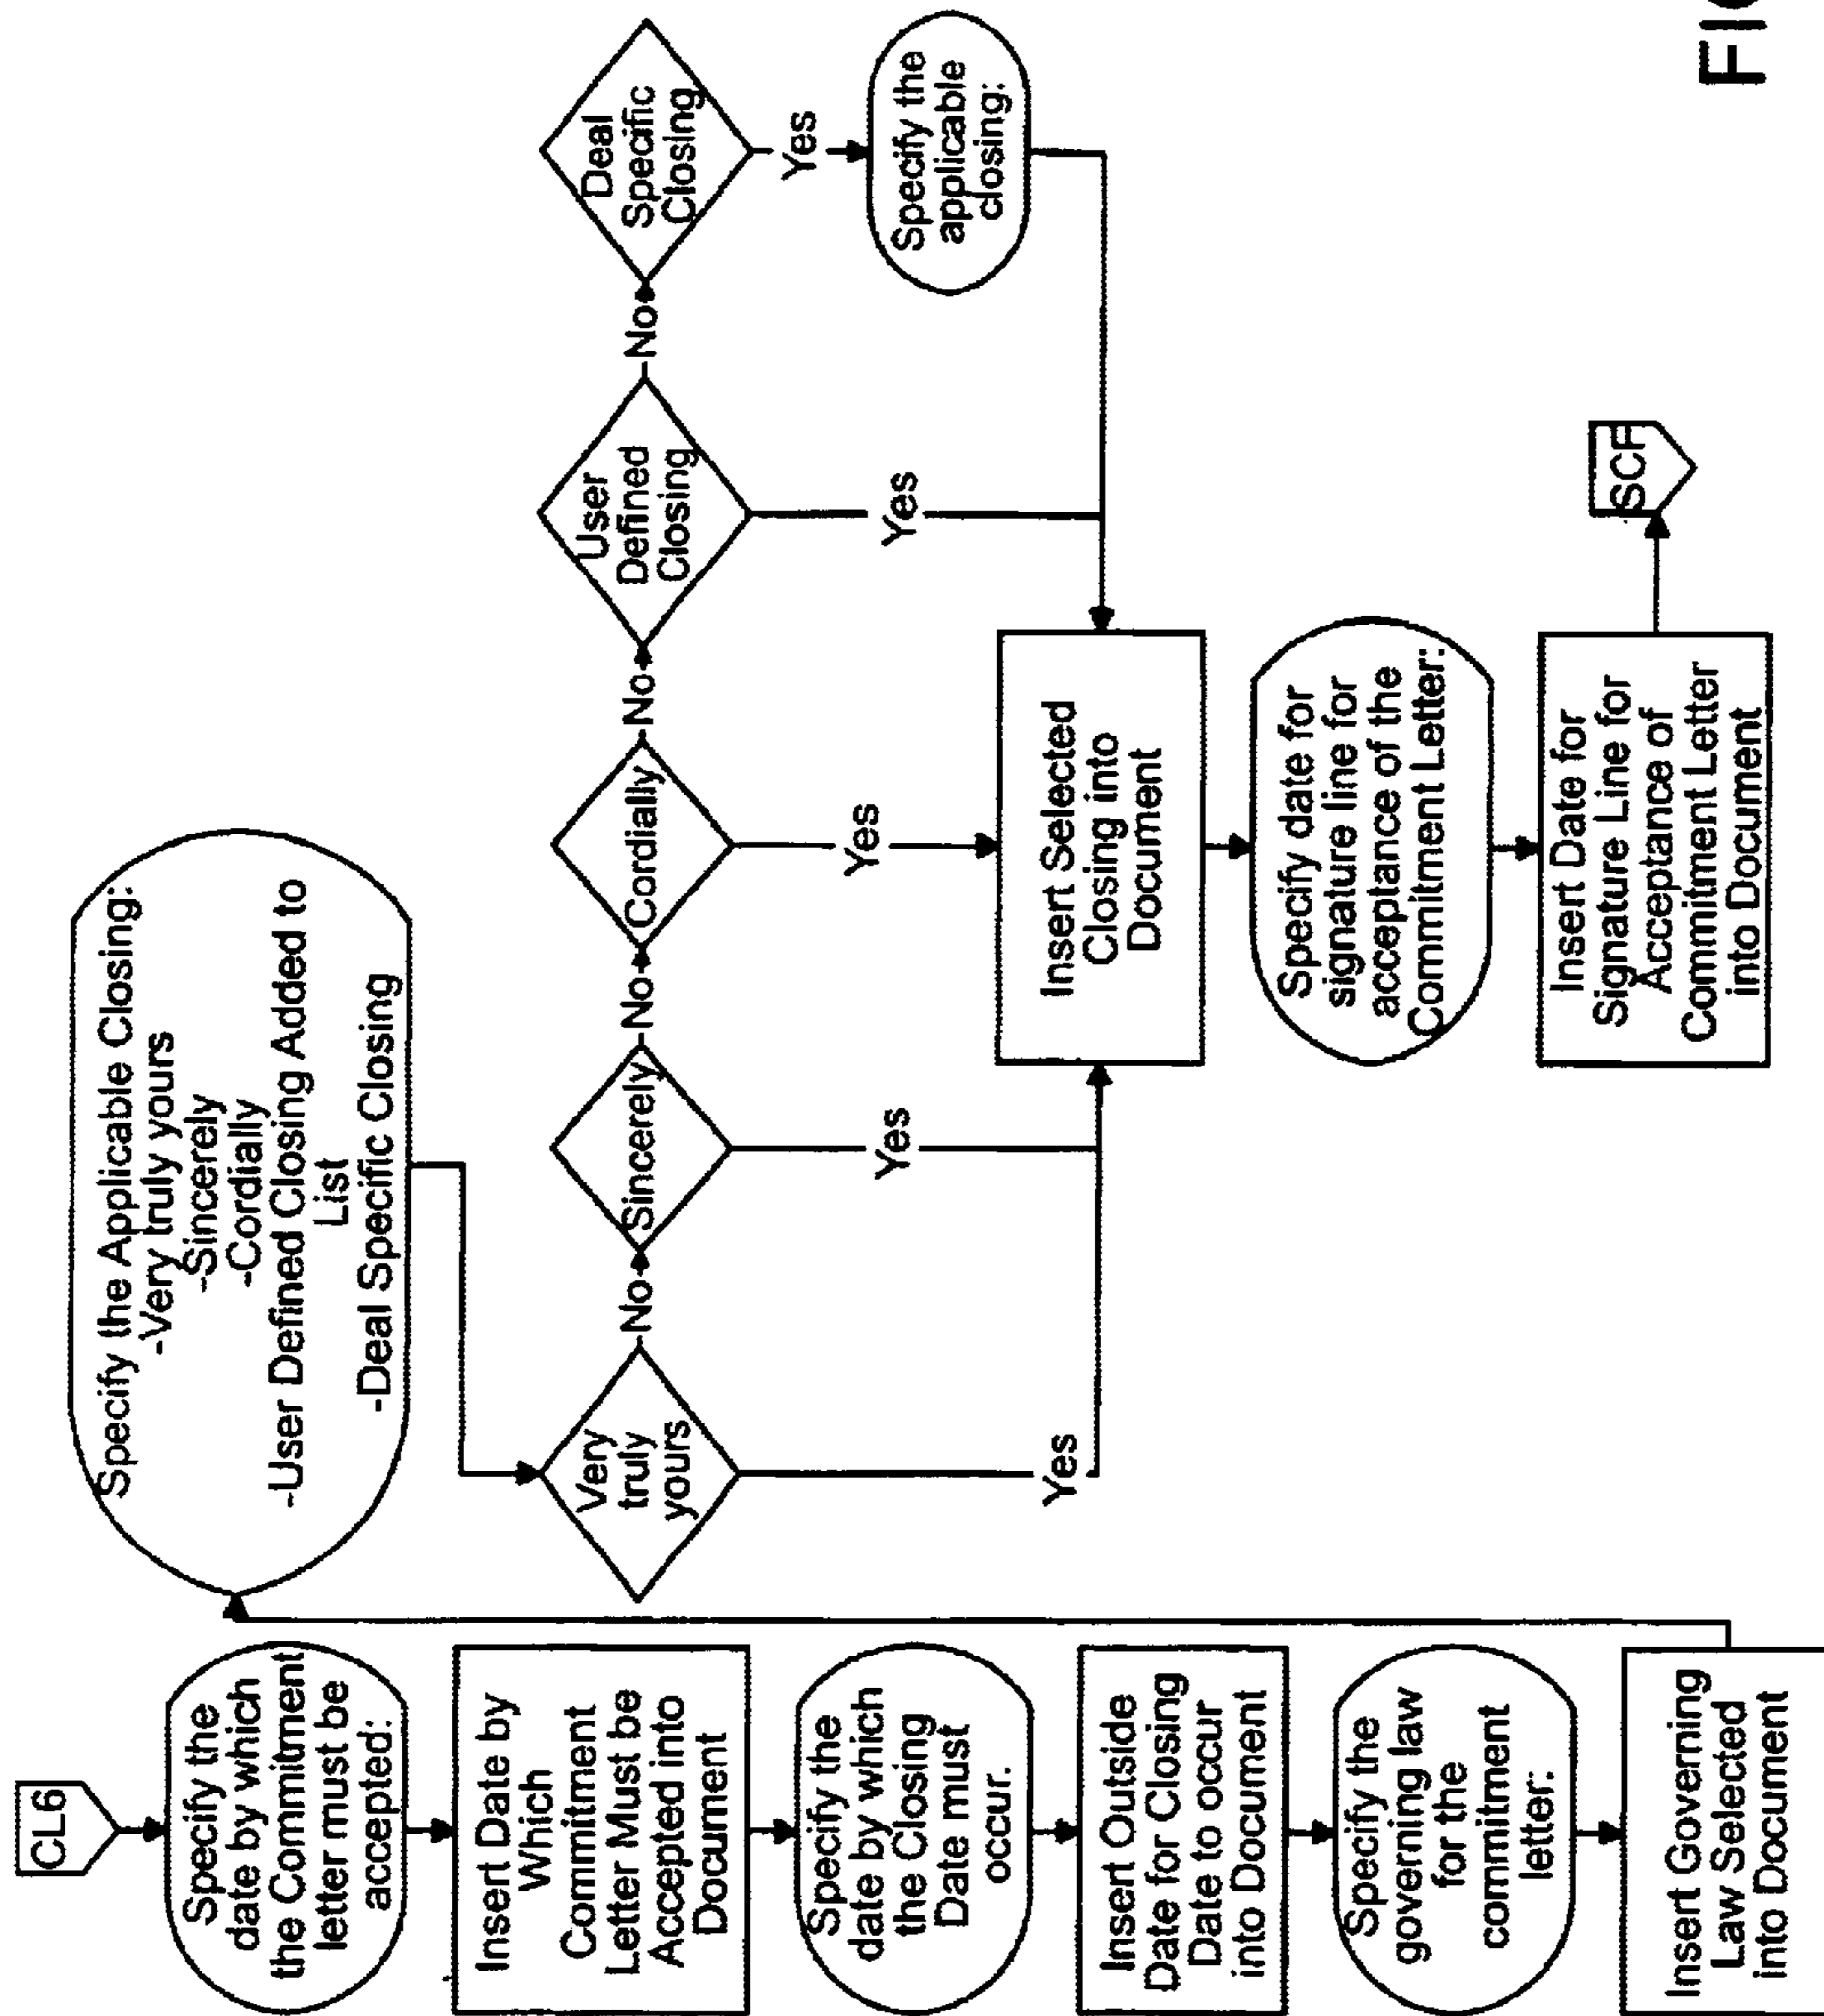 CL6
Specify the
date by which
the Commitment
letter must be
accepted:
Insert Date by
Which
Commitment
Letter Must be
Accepted into
Document
Specify the
date by which
the Closing
Date must
occur.
Insert Outside
Date for Closing
Date to occur
into Document
Specify the
governing law
for the
commitment
letter:
Insert Governing
Law Selected
into Document
Specify the Applicable Closing:
-Very truly yours
-Sincerely
-Cordially
-User Defined Closing Added to
List
-Deal Specific Closing
Very
truly
yours
No
Sincerely
No
Cordially
No
User
Defined
Closing
No
Deal
Specific
Closing
Yes
Yes
Yes
Yes
Yes
Specify the
applicable
closing:
Insert Selected
Closing into
Document
Specify date for
signature line for
acceptance of the
Commitment Letter:
Insert Date for
Signature Line for
Acceptance of
Commitment Letter
into Document
SCF